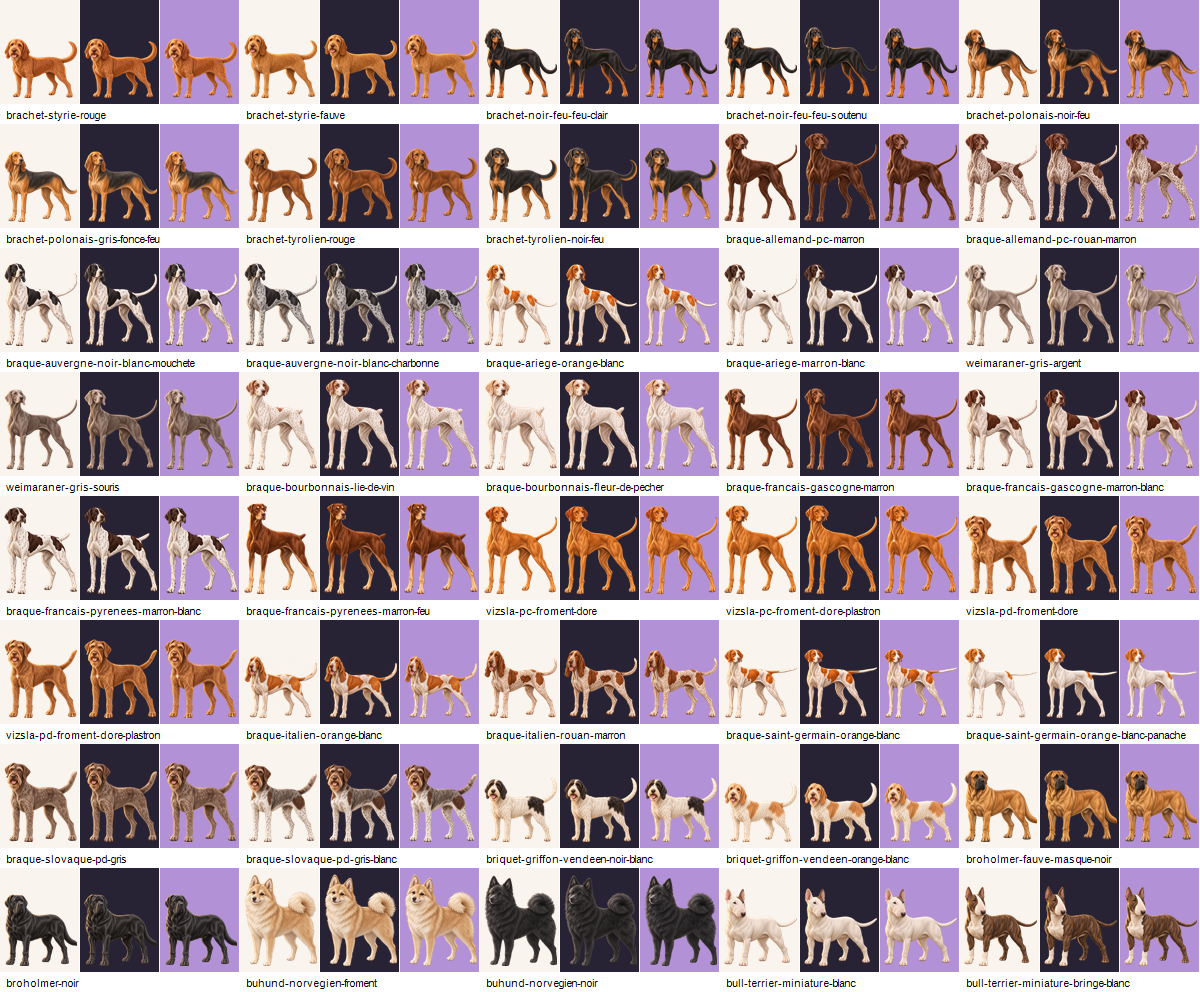 brachet-styrie-rouge
brachet-styrie-fauve
brachet-noir-feu-feu-clair
brachet-noir-feu-feu-soutenu
brachet-polonais-noir-feu
brachet-polonais-gris-fonce-feu
brachet-tyrolien-rouge
brachet-tyrolien-noir-feu
braque-allemand-pc-marron
braque-allemand-pc-rouan-marron
braque-auvergne-noir-blanc-mouchete
braque-auvergne-noir-blanc-charbonne
braque-ariege-orange-blanc
braque-ariege-marron-blanc
weimaraner-gris-argent
weimaraner-gris-souris
braque-bourbonnais-lie-de-vin
braque-bourbonnais-fleur-de-pecher
braque-francais-gascogne-marron
braque-francais-gascogne-marron-blanc
braque-francais-pyrenees-marron-blanc
braque-francais-pyrenees-marron-feu
vizsla-pc-froment-dore
vizsla-pc-froment-dore-plastron
vizsla-pd-froment-dore
vizsla-pd-froment-dore-plastron
braque-italien-orange-blanc
braque-italien-rouan-marron
braque-saint-germain-orange-blanc
braque-saint-germain-orange-blanc-panache
braque-slovaque-pd-gris
braque-slovaque-pd-gris-blanc
briquet-griffon-vendeen-noir-blanc
briquet-griffon-vendeen-orange-blanc
broholmer-fauve-masque-noir
broholmer-noir
buhund-norvegien-froment
buhund-norvegien-noir
bull-terrier-miniature-blanc
bull-terrier-miniature-bringe-blanc